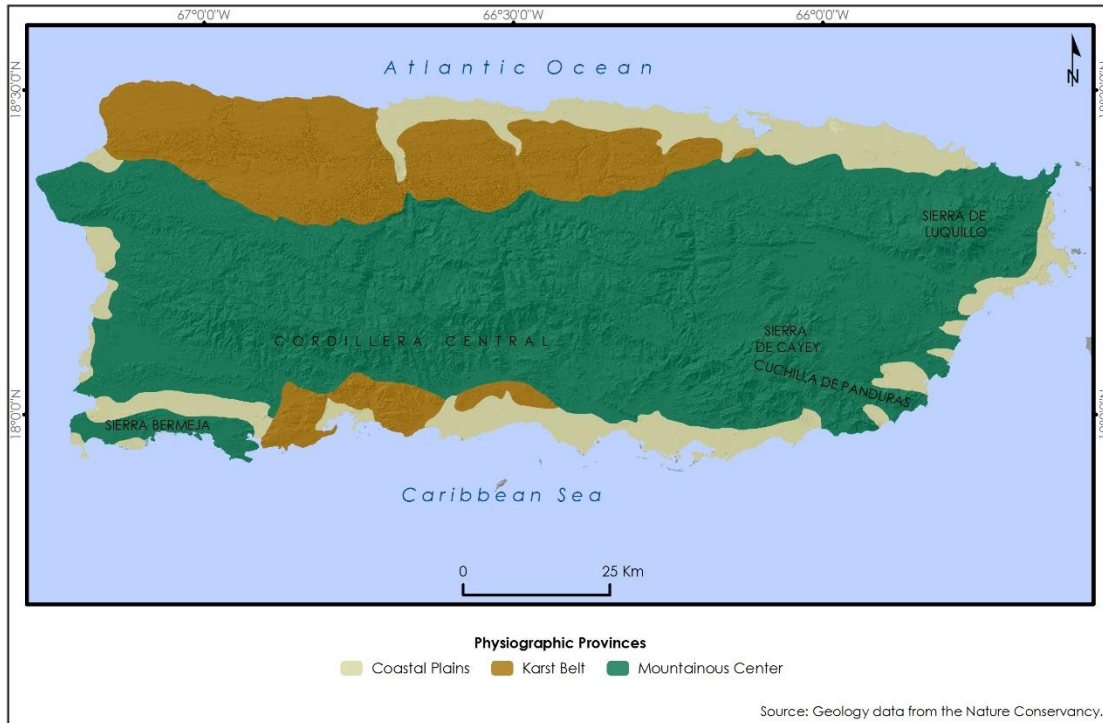 67°0'0"W 66°30'0"W 66°0'0"W
Atlantic Ocean
N
18°30'0"N
SIERRA DE
LUQUILLO
CORDILLERA CENTRAL
SIERRA
DE CAYEY
CUCHILLA DE PANDURAS
18°0'0"N
SIERRA BERMEJA
Caribbean Sea
0 25 Km
Physiographic Provinces
Coastal Plains Karst Belt Mountainous Center
Source: Geology data from the Nature Conservancy.